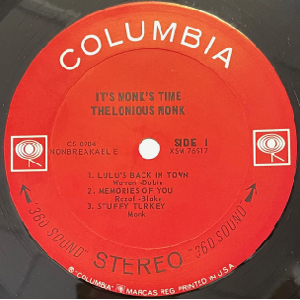 COLUMBIA
IT'S MONK'S TIME
THELONIOUS MONK
CS 8984
NONBREAKABLE
SIDE 1
XSM 76517
1. LULU'S BACK IN TOWN
Warren-Dubin
2. MEMORIES OF YOU
Razaf-Blake
3. STUFFY TURKEY
Monk
"360 SOUND" STEREO "360 SOUND"
® "COLUMBIA" MARCAS REG. PRINTED IN U.S.A.